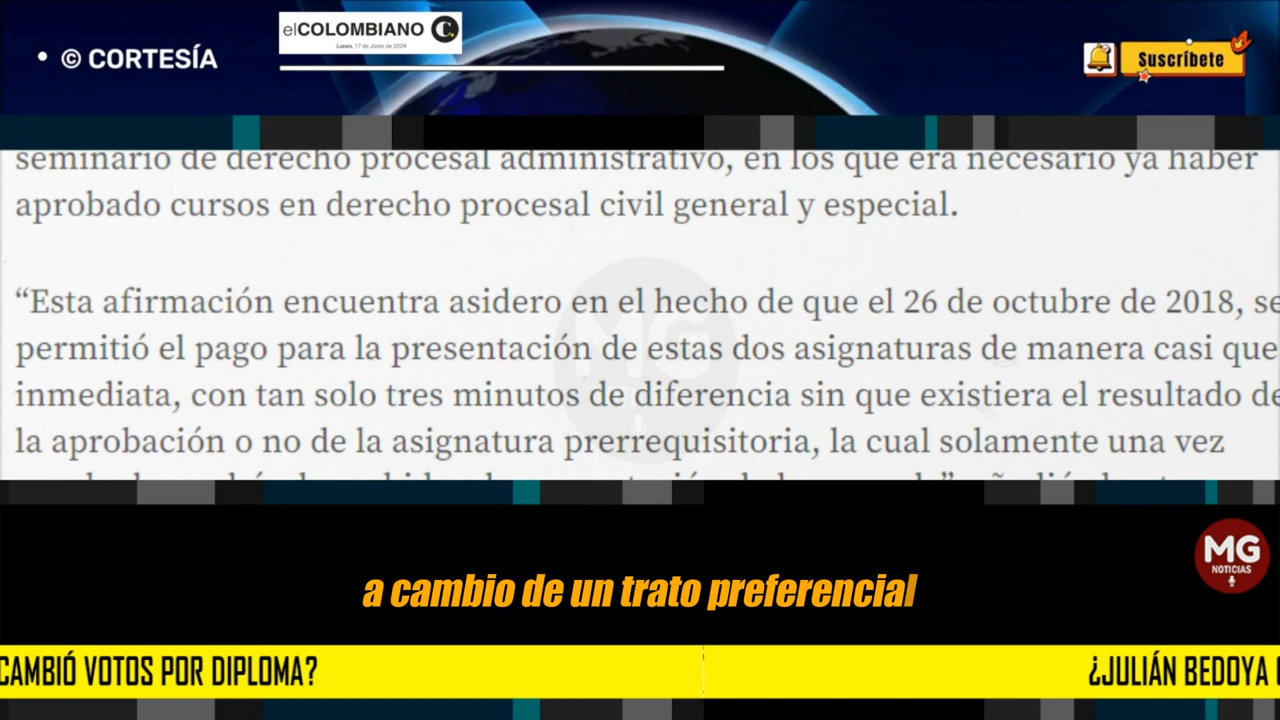 • © CORTESÍA
elCOLOMBIANO C.
Lunes, 17 de Junio de 2024
Suscríbete
seminario de derecho procesal administrativo, en los que era necesario ya haber
aprobado cursos en derecho procesal civil general y especial.
“Esta afirmación encuentra asidero en el hecho de que el 26 de octubre de 2018, se
permitió el pago para la presentación de estas dos asignaturas de manera casi que
inmediata, con tan solo tres minutos de diferencia sin que existiera el resultado de
la aprobación o no de la asignatura prerrequisitoria, la cual solamente una vez
MG
MG
NOTICIAS
a cambio de un trato preferencial
CAMBIÓ VOTOS POR DIPLOMA?
¿JULIÁN BEDOYA